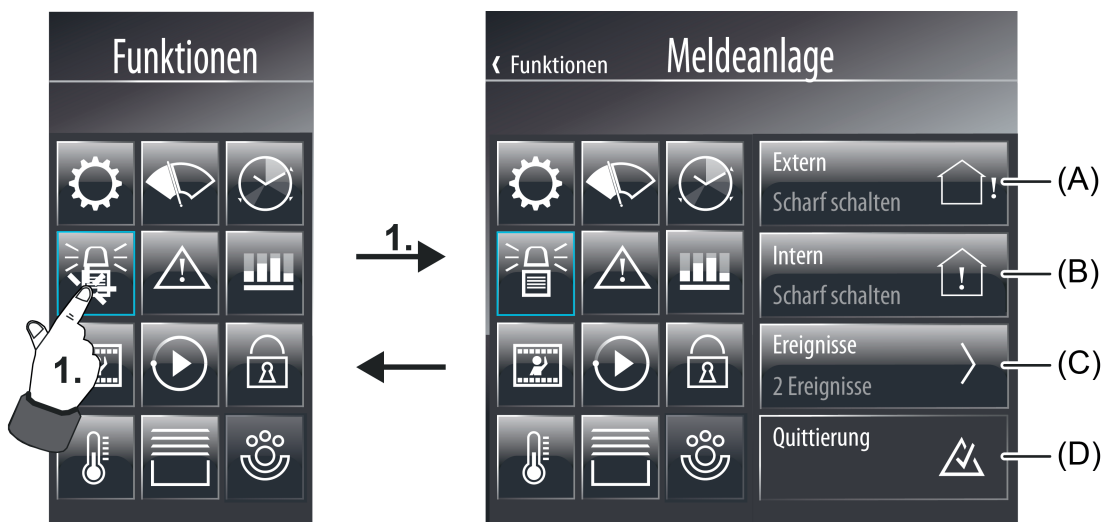 Funktionen
1.
1.
‹ Funktionen
Meldeanlage
Extern
Scharf schalten
(A)
Intern
Scharf schalten
(B)
Ereignisse
2 Ereignisse
(C)
Quittierung
(D)